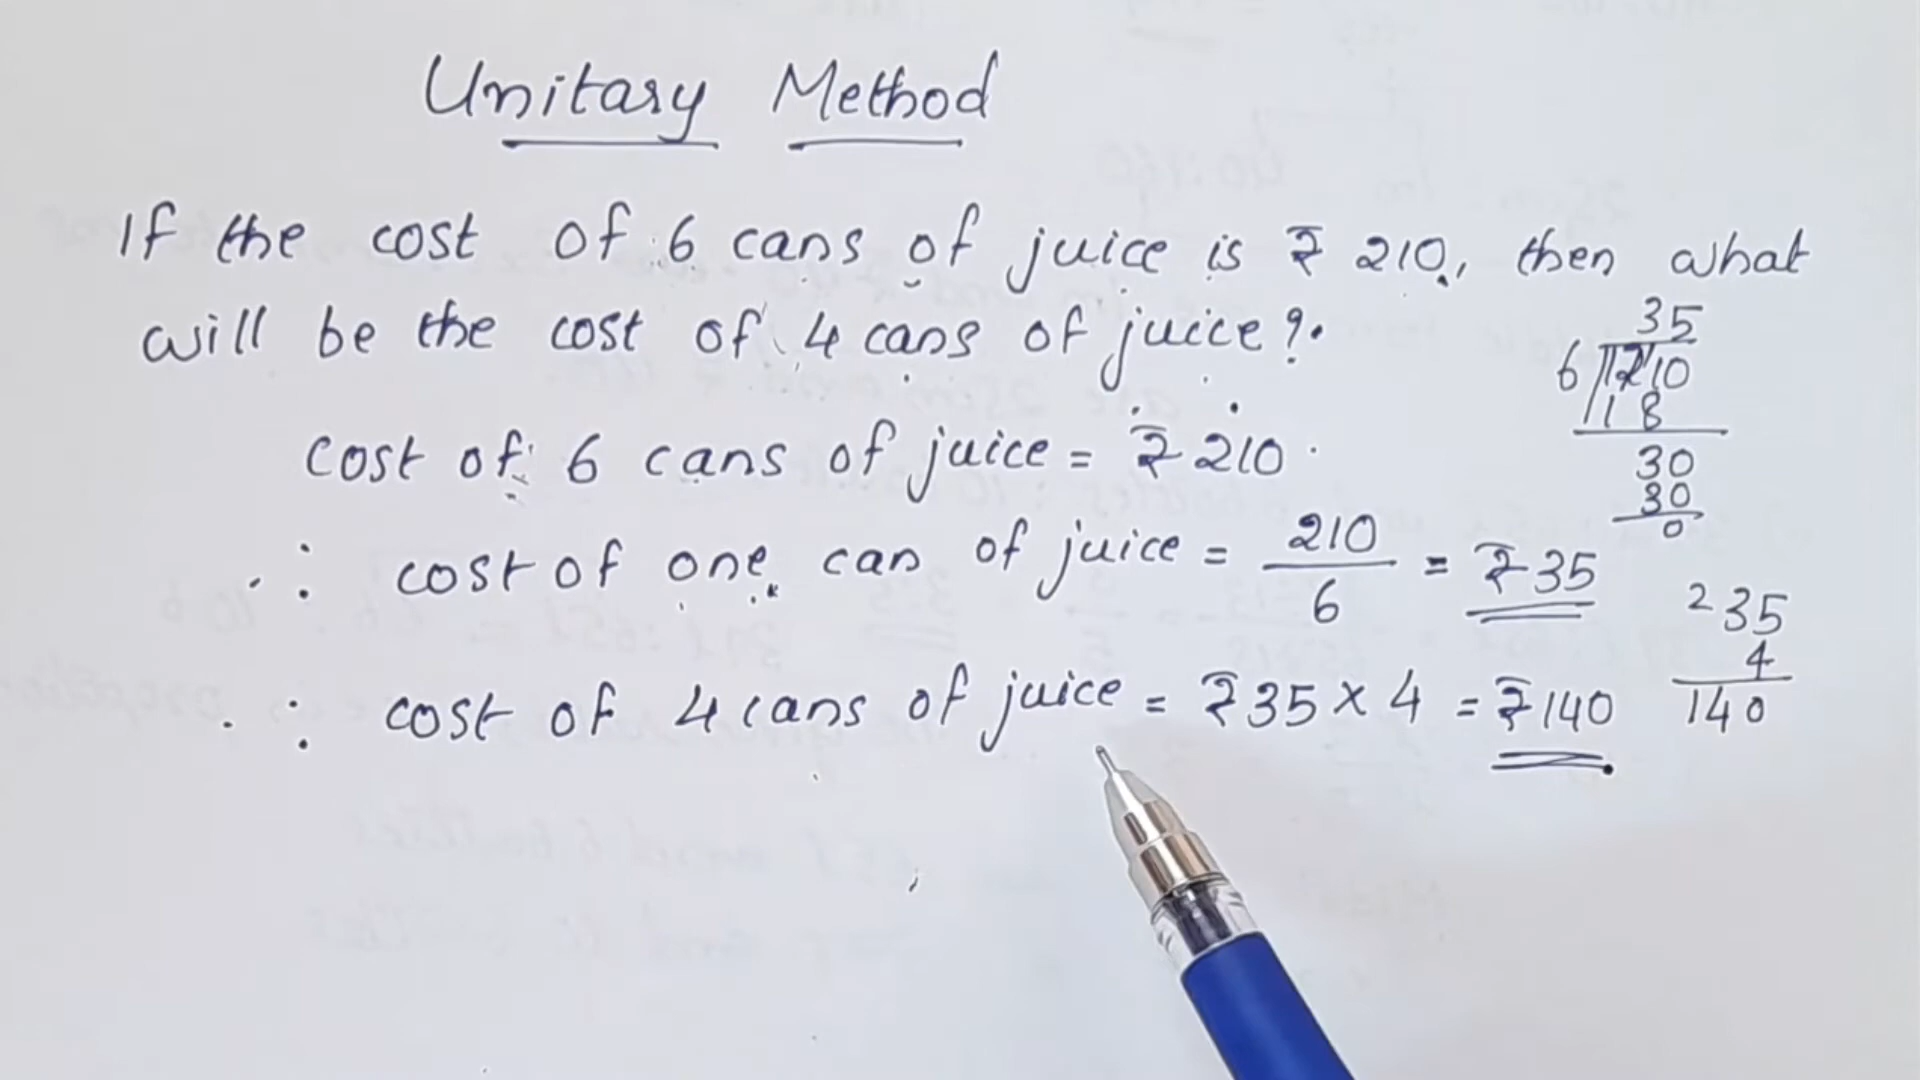 Unitary Method
If the cost of 6 cans of juice is ₹ 210, then what
will be the cost of 4 cans of juice?
35
6 210
18
30
30
0
cost of 6 cans of juice = ₹ 210
∴ cost of one can of juice = 210/6 = ₹35
∴ cost of 4 cans of juice = ₹35 × 4 = ₹140
2 35
4
140